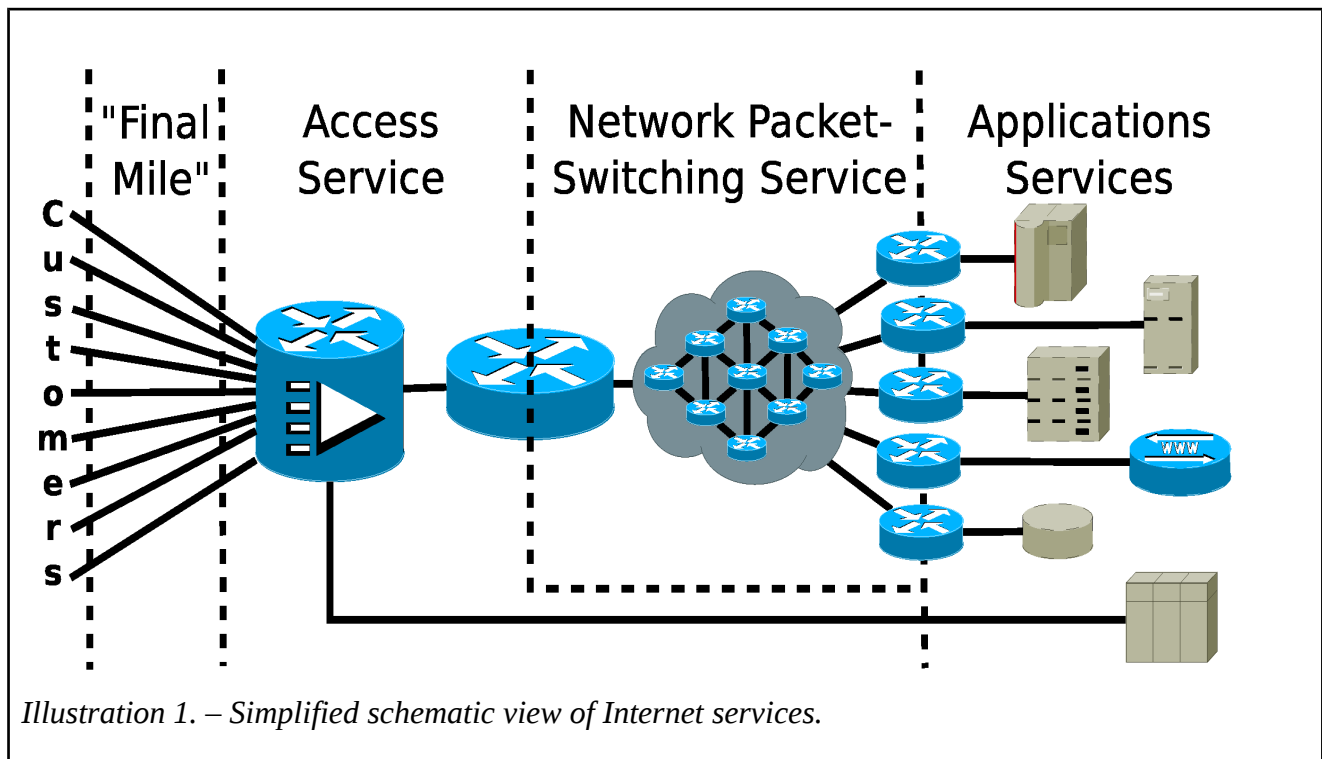 "Final
Mile"
Access
Service
Network Packet-
Switching Service
Applications
Services
C
u
s
t
o
m
e
r
s
WWW
Illustration 1. – Simplified schematic view of Internet services.